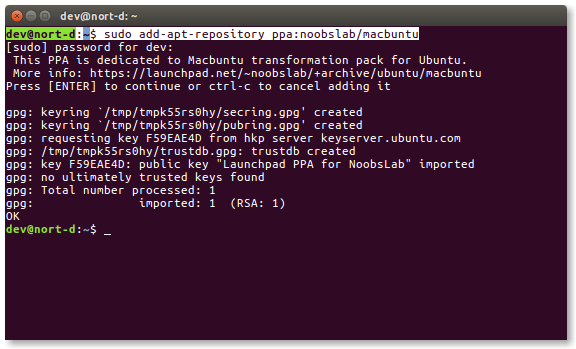 dev@nort-d: ~
dev@nort-d:~$ sudo add-apt-repository ppa:noobslab/macbuntu
[sudo] password for dev:
 This PPA is dedicated to Macbuntu transformation pack for Ubuntu.
 More info: https://launchpad.net/~noobslab/+archive/ubuntu/macbuntu
Press [ENTER] to continue or ctrl-c to cancel adding it

gpg: keyring `/tmp/tmpk55rs0hy/secring.gpg' created
gpg: keyring `/tmp/tmpk55rs0hy/pubring.gpg' created
gpg: requesting key F59EAE4D from hkp server keyserver.ubuntu.com
gpg: /tmp/tmpk55rs0hy/trustdb.gpg: trustdb created
gpg: key F59EAE4D: public key "Launchpad PPA for NoobsLab" imported
gpg: no ultimately trusted keys found
gpg: Total number processed: 1
gpg:               imported: 1  (RSA: 1)
OK
dev@nort-d:~$ _